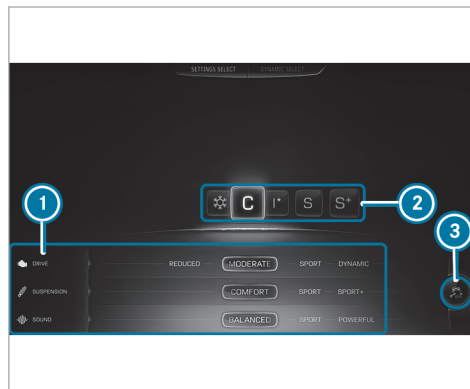 SETTINGS SELECT DYNAMIC SELECT
C I* S S+
1
2
3
DRIVE REDUCED MODERATE SPORT DYNAMIC
SUSPENSION COMFORT SPORT SPORT+
SOUND BALANCED SPORT POWERFUL